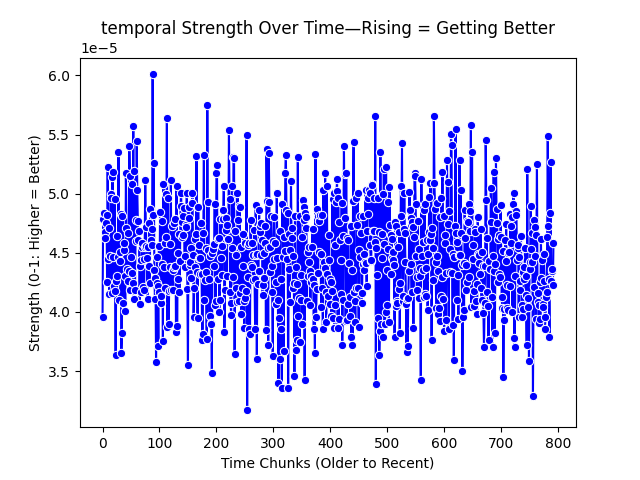 temporal Strength Over Time—Rising = Getting Better
1e−5
6.0
5.5
5.0
4.5
4.0
3.5
Strength (0-1: Higher = Better)
0 100 200 300 400 500 600 700 800
Time Chunks (Older to Recent)